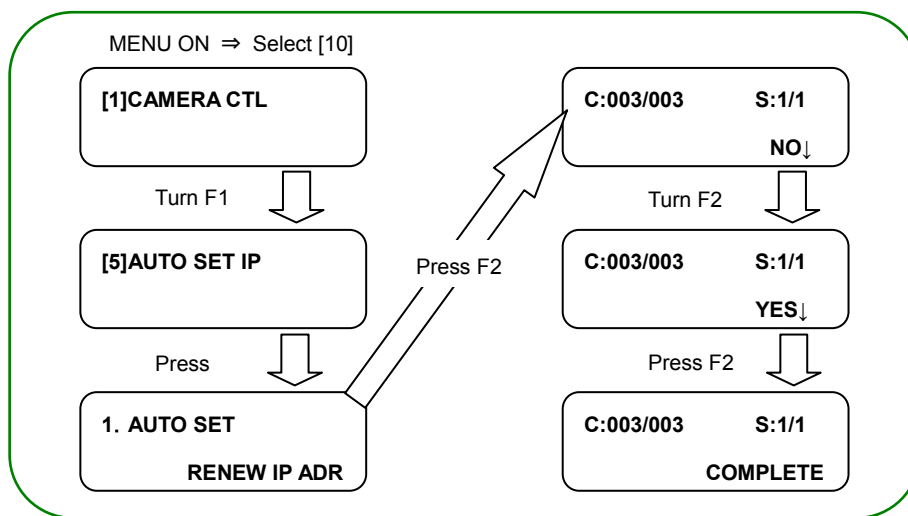 MENU ON ⇒ Select [10]
[1]CAMERA CTL
Turn F1
[5]AUTO SET IP
Press
1. AUTO SET
RENEW IP ADR
Press F2
C:003/003 S:1/1
NO↓
Turn F2
C:003/003 S:1/1
YES↓
Press F2
C:003/003 S:1/1
COMPLETE